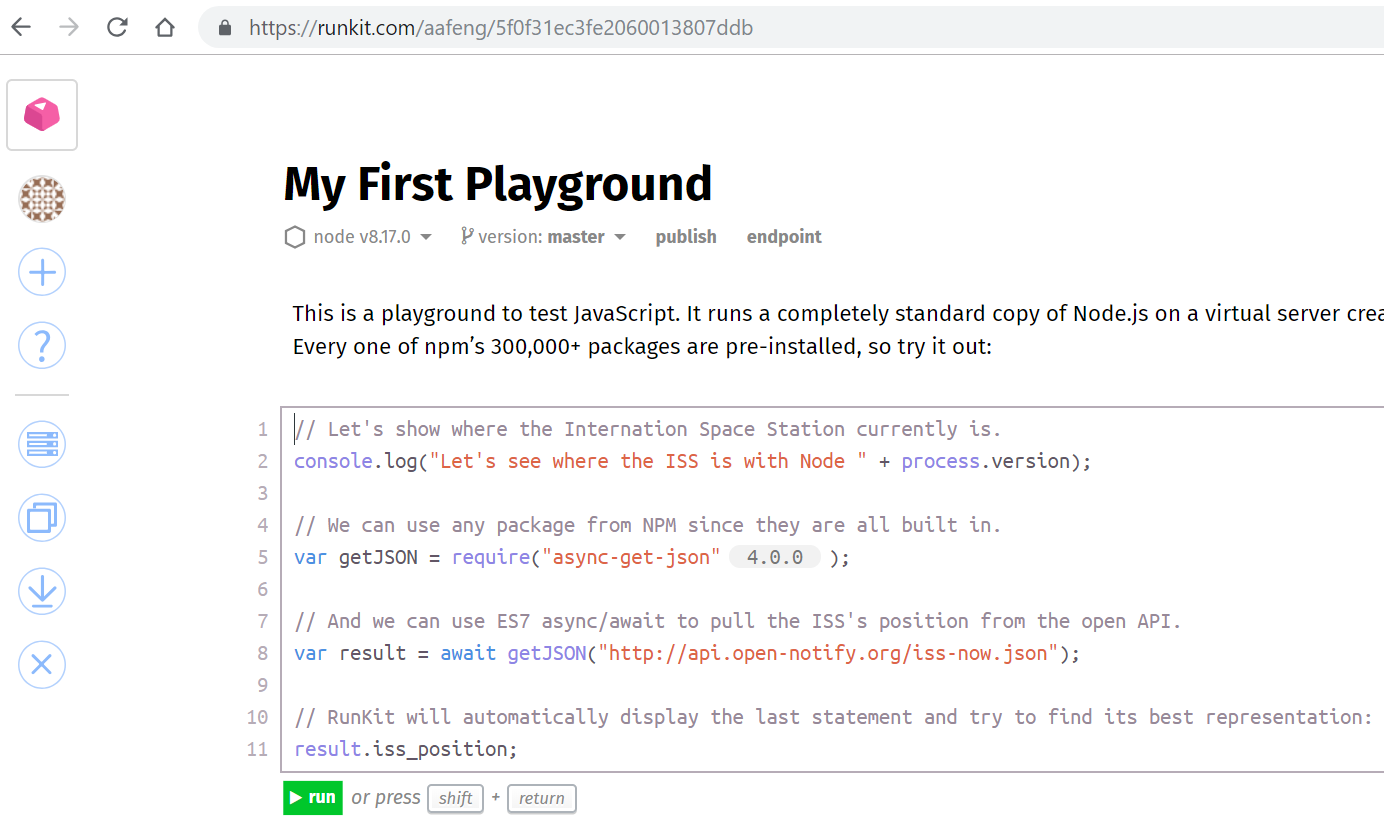 https://runkit.com/aafeng/5f0f31ec3fe2060013807ddb
My First Playground
node v8.17.0 version: master publish endpoint
This is a playground to test JavaScript. It runs a completely standard copy of Node.js on a virtual server crea
Every one of npm’s 300,000+ packages are pre-installed, so try it out:
1 // Let's show where the Internation Space Station currently is.
2 console.log("Let's see where the ISS is with Node " + process.version);
3
4 // We can use any package from NPM since they are all built in.
5 var getJSON = require("async-get-json" 4.0.0 );
6
7 // And we can use ES7 async/await to pull the ISS's position from the open API.
8 var result = await getJSON("http://api.open-notify.org/iss-now.json");
9
10 // RunKit will automatically display the last statement and try to find its best representation:
11 result.iss_position;
run or press shift + return